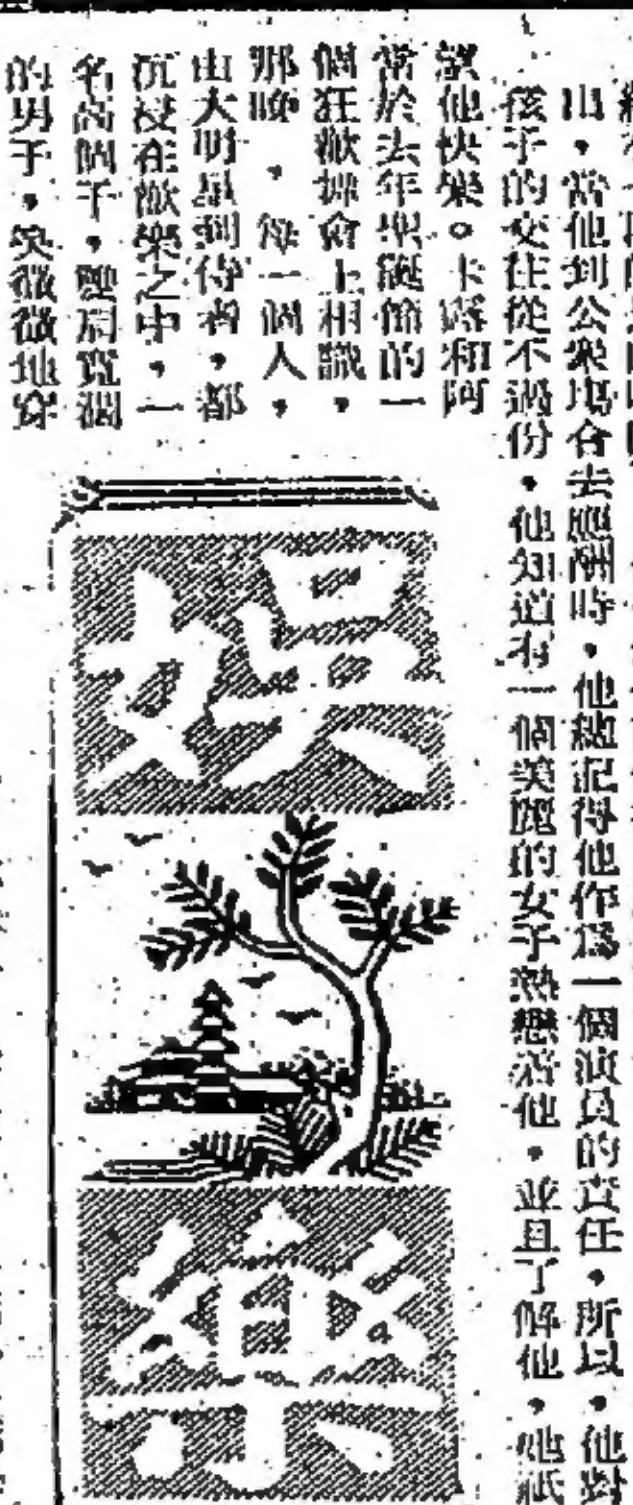 出,當他到公衆塲合去應酬時,他總記得他作爲一個演員的責任,所以,他對
孩子的交往從不過份,他知道有一個美麗的女子熱戀着他,並且了解他,她祇
讓他快樂。卡露和阿
當於去年聖誕節的一
個狂歡舞會上相識,
那晚,每一個人,
由大明星到侍者,都
沉浸在歡樂之中,一
名高個子,雙肩寬濶
的男子,笑微微地穿
娛樂